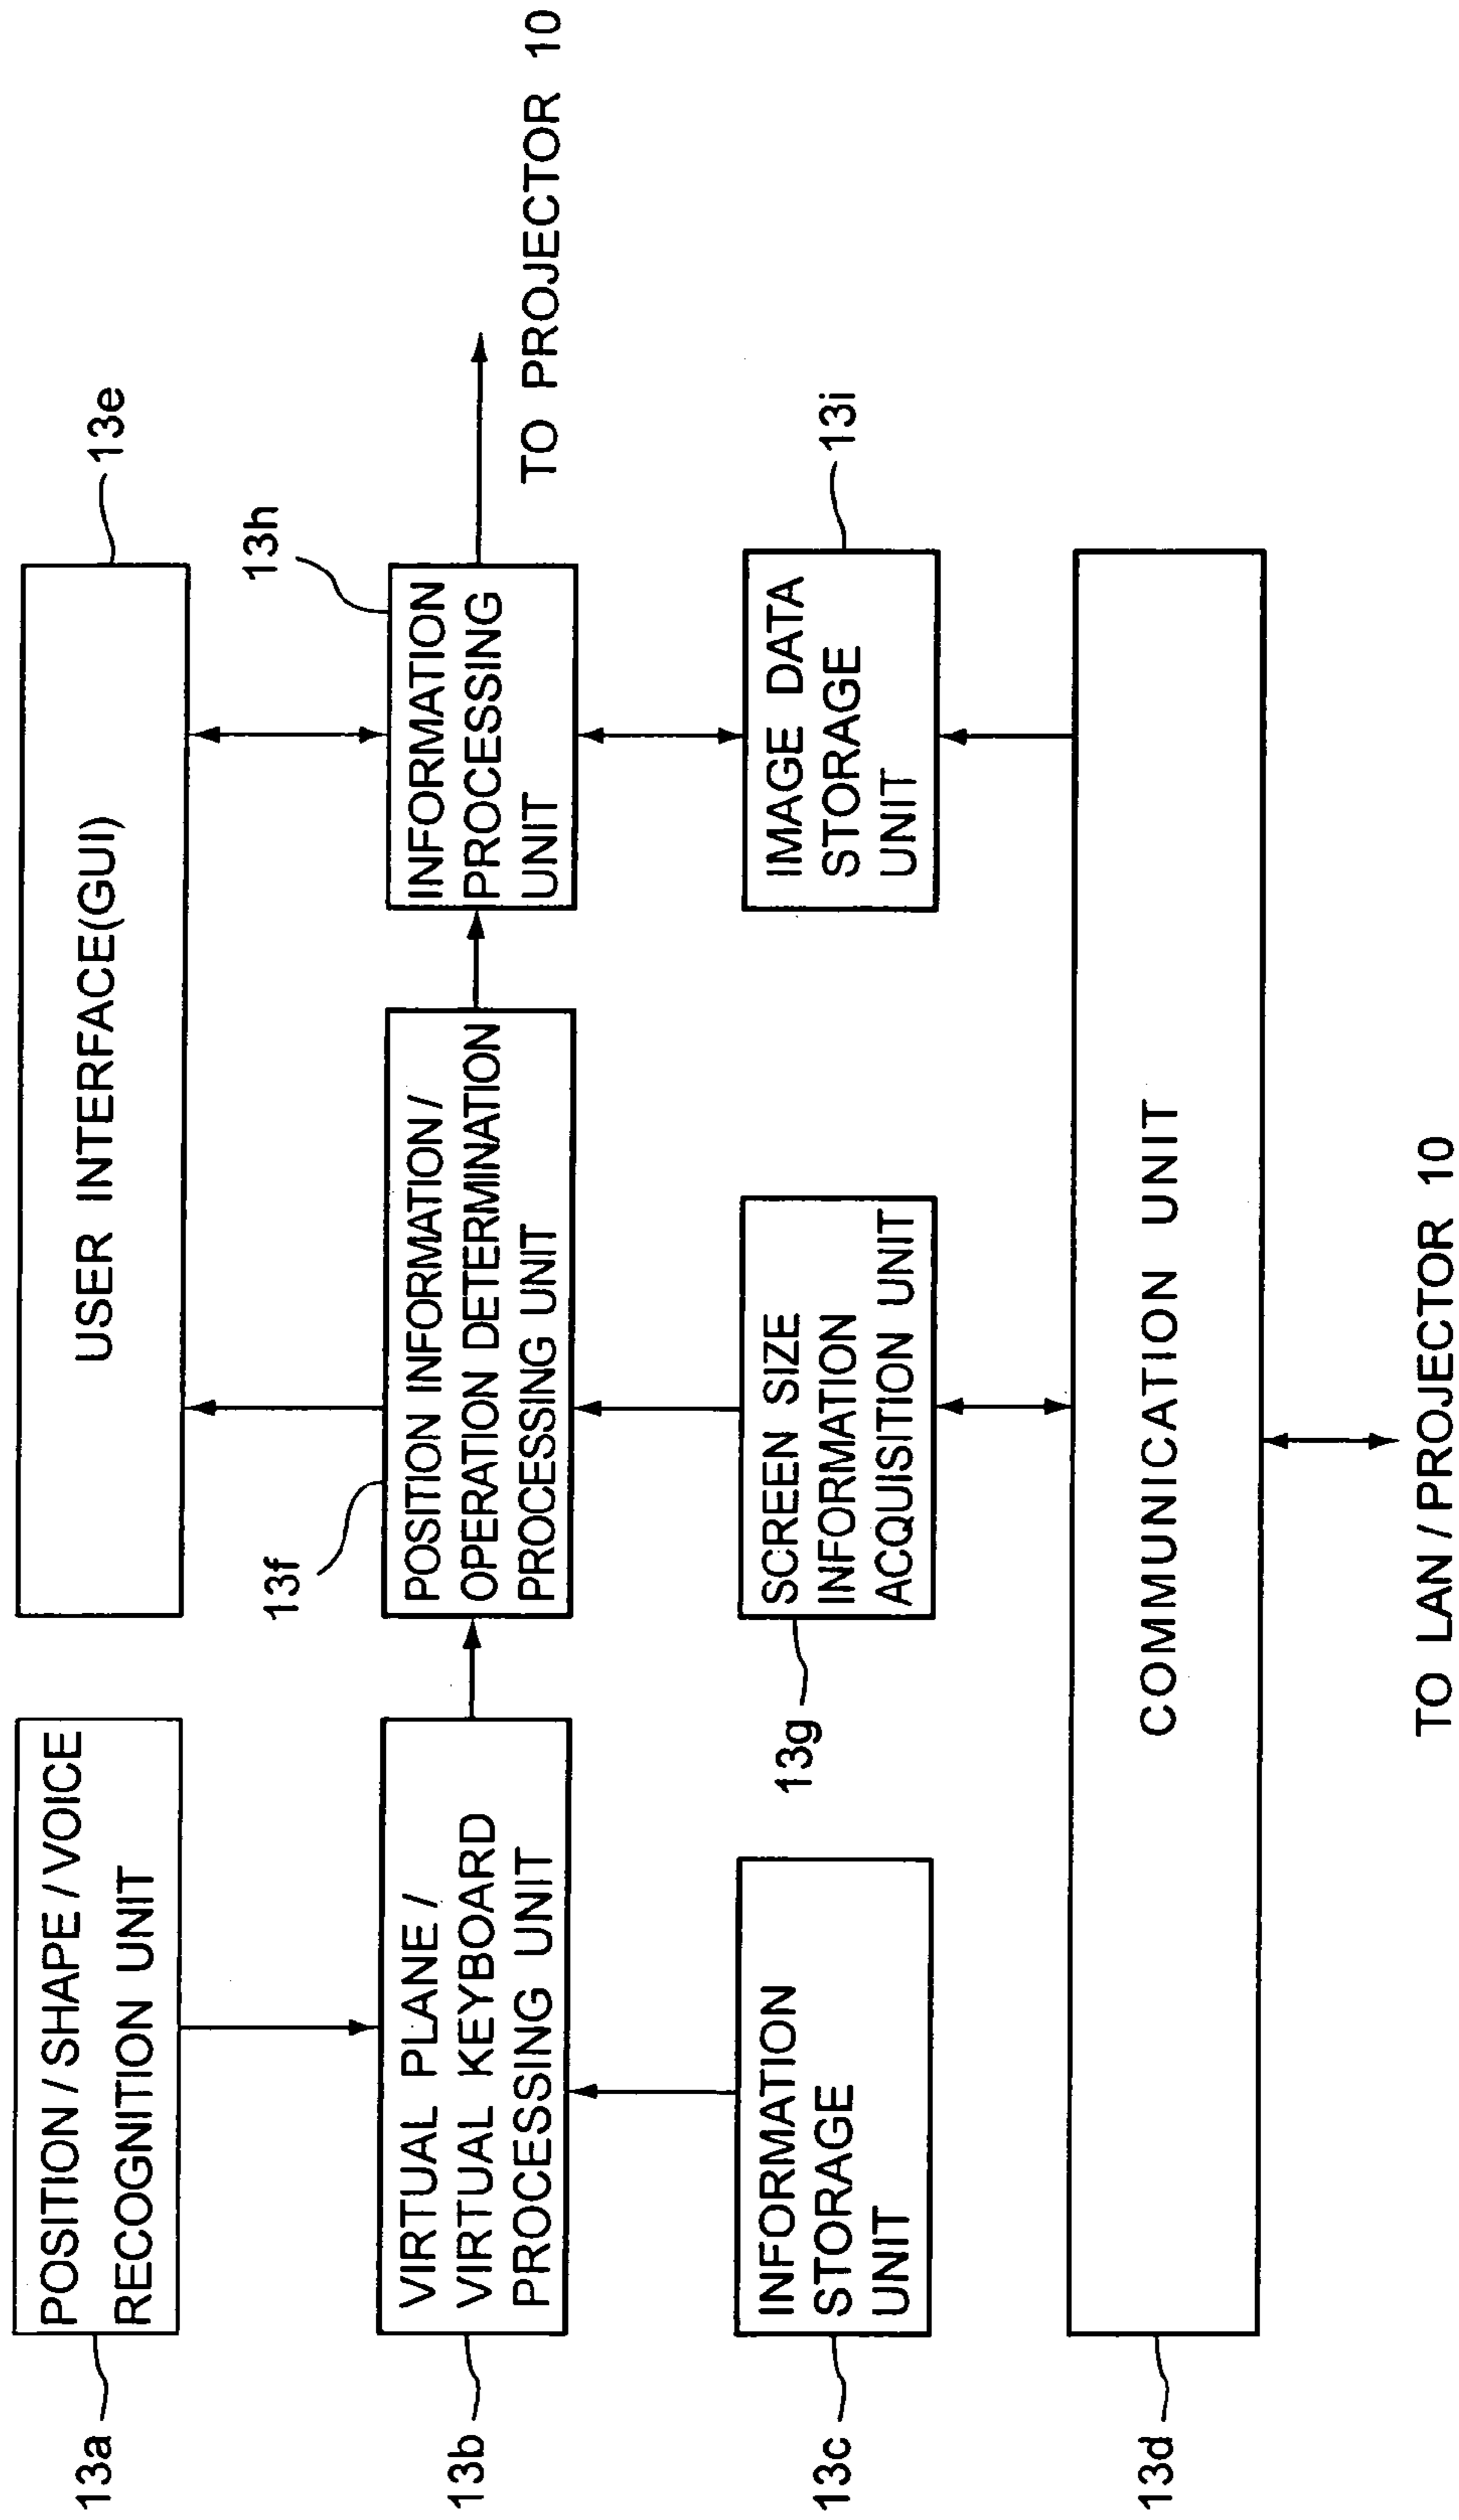 13a
POSITION / SHAPE / VOICE
RECOGNITION UNIT
USER INTERFACE(GUI)
13e
13f
13h
13b
VIRTUAL PLANE /
VIRTUAL KEYBOARD
PROCESSING UNIT
POSITION INFORMATION /
OPERATION DETERMINATION
PROCESSING UNIT
INFORMATION
PROCESSING
UNIT
TO PROJECTOR 10
13c
INFORMATION
STORAGE
UNIT
13g
SCREEN SIZE
INFORMATION
ACQUISITION UNIT
IMAGE DATA
STORAGE
UNIT
13i
13d
COMMUNICATION UNIT
TO LAN / PROJECTOR 10